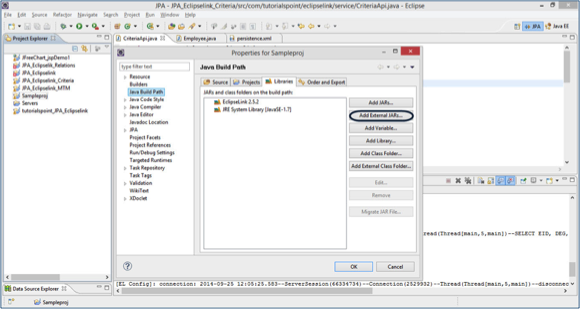 JPA - JPA_Eclipselink_Criteria/src/com/tutorialspoint/eclipselink/service/CriteriaApi.java - Eclipse
File Edit Source Refactor Navigate Search Project Run Window Help
JPA Java EE
Project Explorer
CriteriaApi.java Employee.java persistence.xml
JFreeChart_jspDemo1
JPA_Eclipselink_Relations
JPA_Eclipselink
JPA_Eclipselink_Criteria
JPA_Eclipselink_MTM
Sampleproj
Servers
tutorialspoint_JPA_Eclipselink
Properties for Sampleproj
type filter text
Resource
Builders
Java Build Path
Java Code Style
Java Compiler
Java Editor
Javadoc Location
JPA
Project Facets
Project References
Run/Debug Settings
Targeted Runtimes
Task Repository
Task Tags
Validation
WikiText
XDoclet
Java Build Path
Source Projects Libraries Order and Export
JARs and class folders on the build path:
EclipseLink 2.5.2
JRE System Library [JavaSE-1.7]
Add JARs...
Add External JARs...
Add Variable...
Add Library...
Add Class Folder...
Add External Class Folder...
Edit...
Remove
Migrate JAR File...
OK Cancel
read(Thread[main,5,main])--SELECT EID, DEG,
Data Source Explorer
[EL Config]: connection: 2014-09-25 12:05:25.583--ServerSession(66334734)--Connection(2529932)--Thread(Thread[main,5,main])--disconnec
Sampleproj